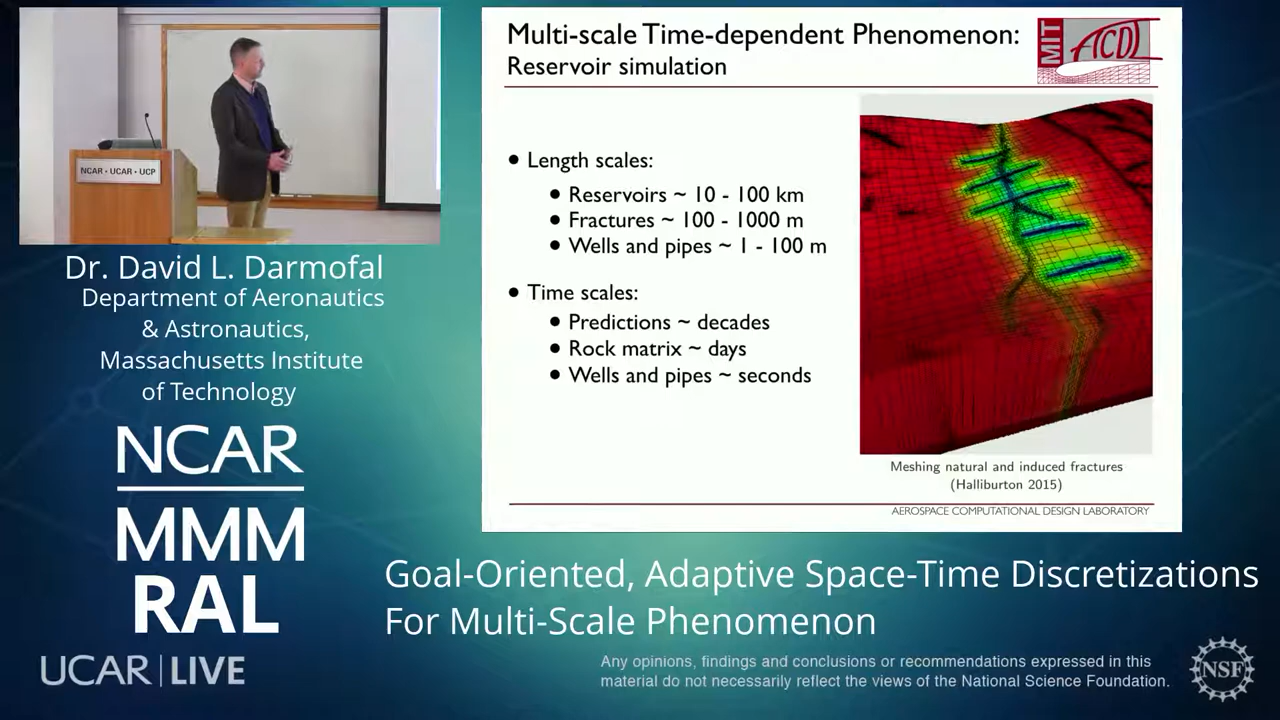 Multi-scale Time-dependent Phenomenon:
Reservoir simulation
MIT
ACDL
• Length scales:
• Reservoirs ~ 10 - 100 km
• Fractures ~ 100 - 1000 m
• Wells and pipes ~ 1 - 100 m
• Time scales:
• Predictions ~ decades
• Rock matrix ~ days
• Wells and pipes ~ seconds
Meshing natural and induced fractures
(Halliburton 2015)
AEROSPACE COMPUTATIONAL DESIGN LABORATORY
NCAR • UCAR • UCP
Dr. David L. Darmofal
Department of Aeronautics
& Astronautics,
Massachusetts Institute
of Technology
NCAR
MMM
RAL
UCAR | LIVE
Goal-Oriented, Adaptive Space-Time Discretizations
For Multi-Scale Phenomenon
Any opinions, findings and conclusions or recommendations expressed in this
material do not necessarily reflect the views of the National Science Foundation.
NSF